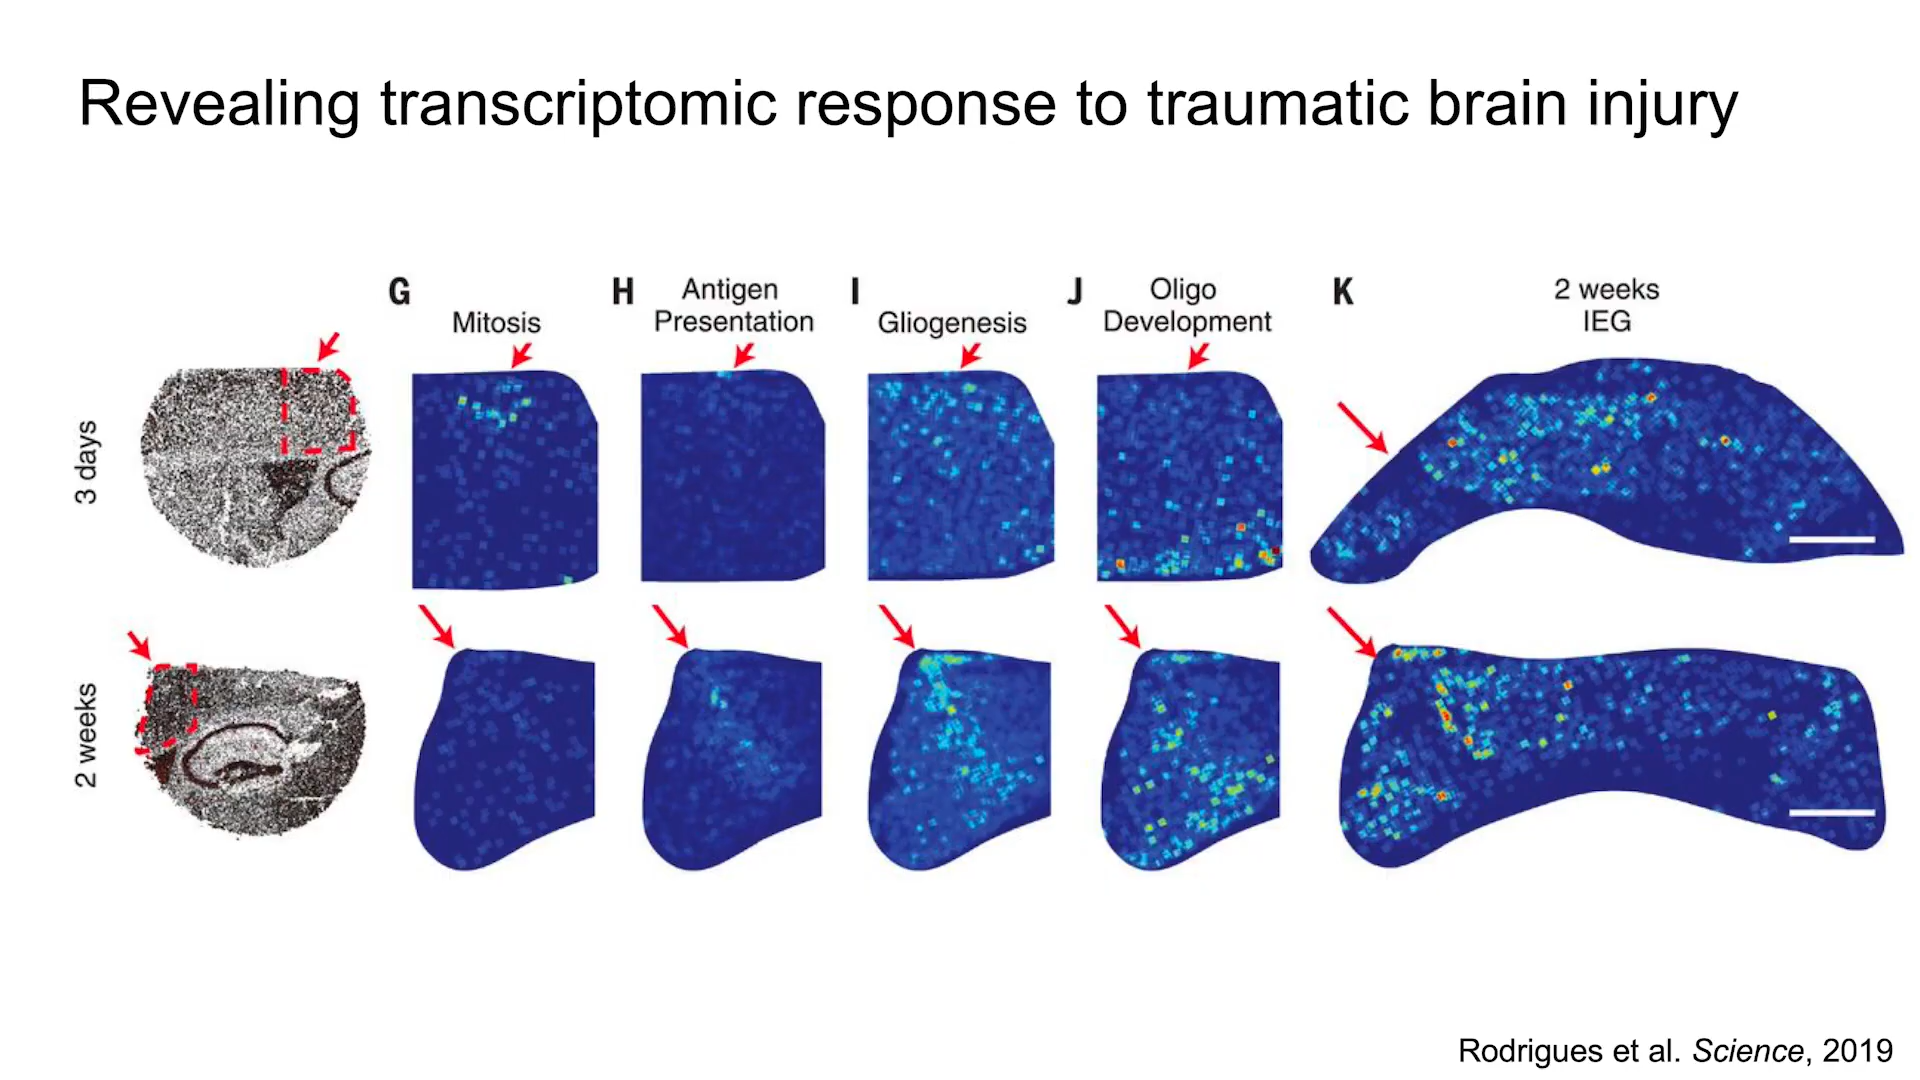 Revealing transcriptomic response to traumatic brain injury
G
Mitosis
H
Antigen
Presentation
I
Gliogenesis
J
Oligo
Development
K
2 weeks
IEG
3 days
2 weeks
Rodrigues et al. Science, 2019